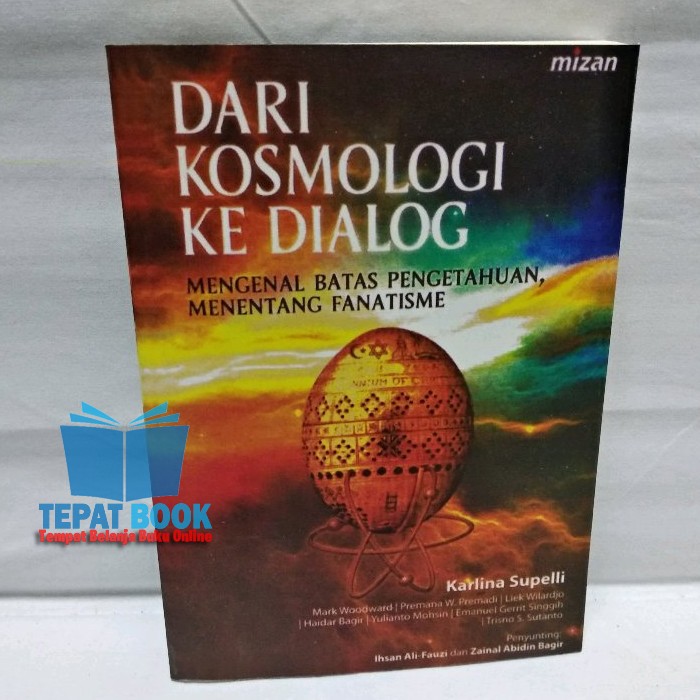 mizan
DARI
KOSMOLOGI
KE DIALOG
MENGENAL BATAS PENGETAHUAN,
MENENTANG FANATISME
NNIUM OF C
TEPAT BOOK
Tempat Belanja Buku Online
Karlina Supelli
Mark Woodward | Premana W. Premadi | Liek Wilardjo
| Haidar Bagir | Yulianto Mohsin | Emanuel Gerrit Singgih
| Trisno S. Sutanto
Penyunting:
Ihsan Ali-Fauzi dan Zainal Abidin Bagir